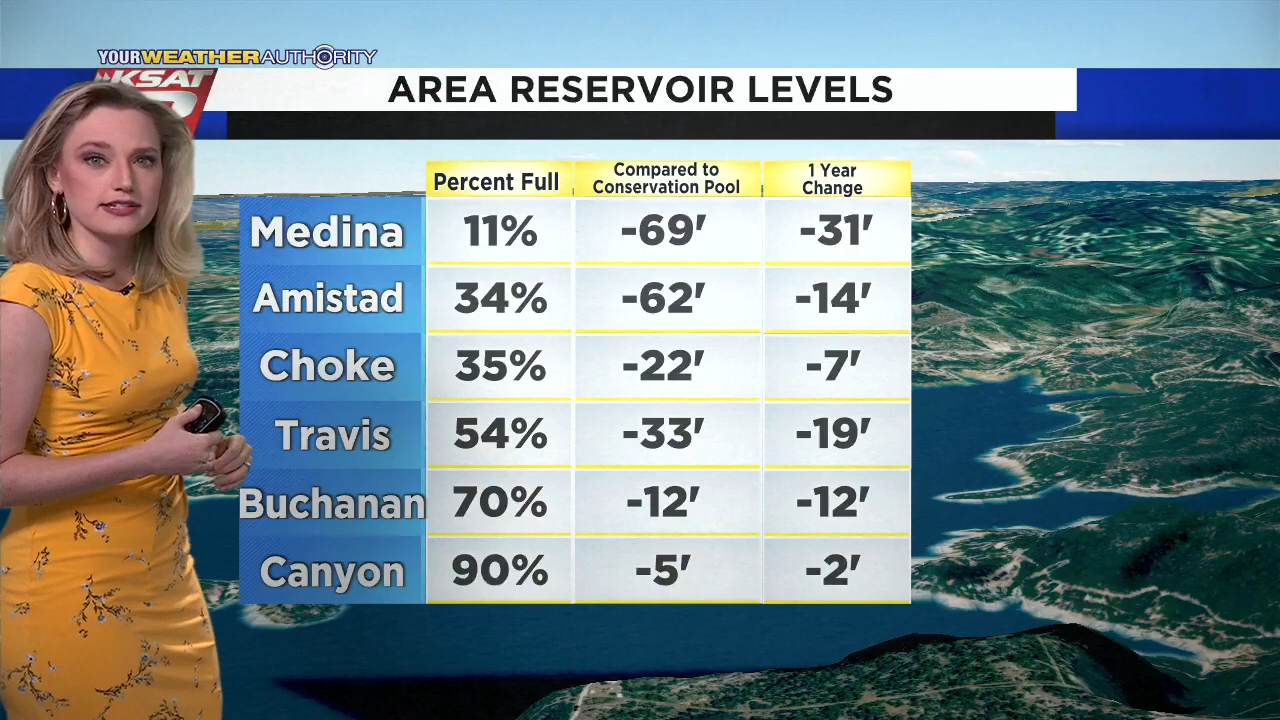 YOUR WEATHER AUTHORITY
KSAT
AREA RESERVOIR LEVELS
Percent Full Compared to Conservation Pool 1 Year Change
Medina 11% -69' -31'
Amistad 34% -62' -14'
Choke 35% -22' -7'
Travis 54% -33' -19'
Buchanan 70% -12' -12'
Canyon 90% -5' -2'